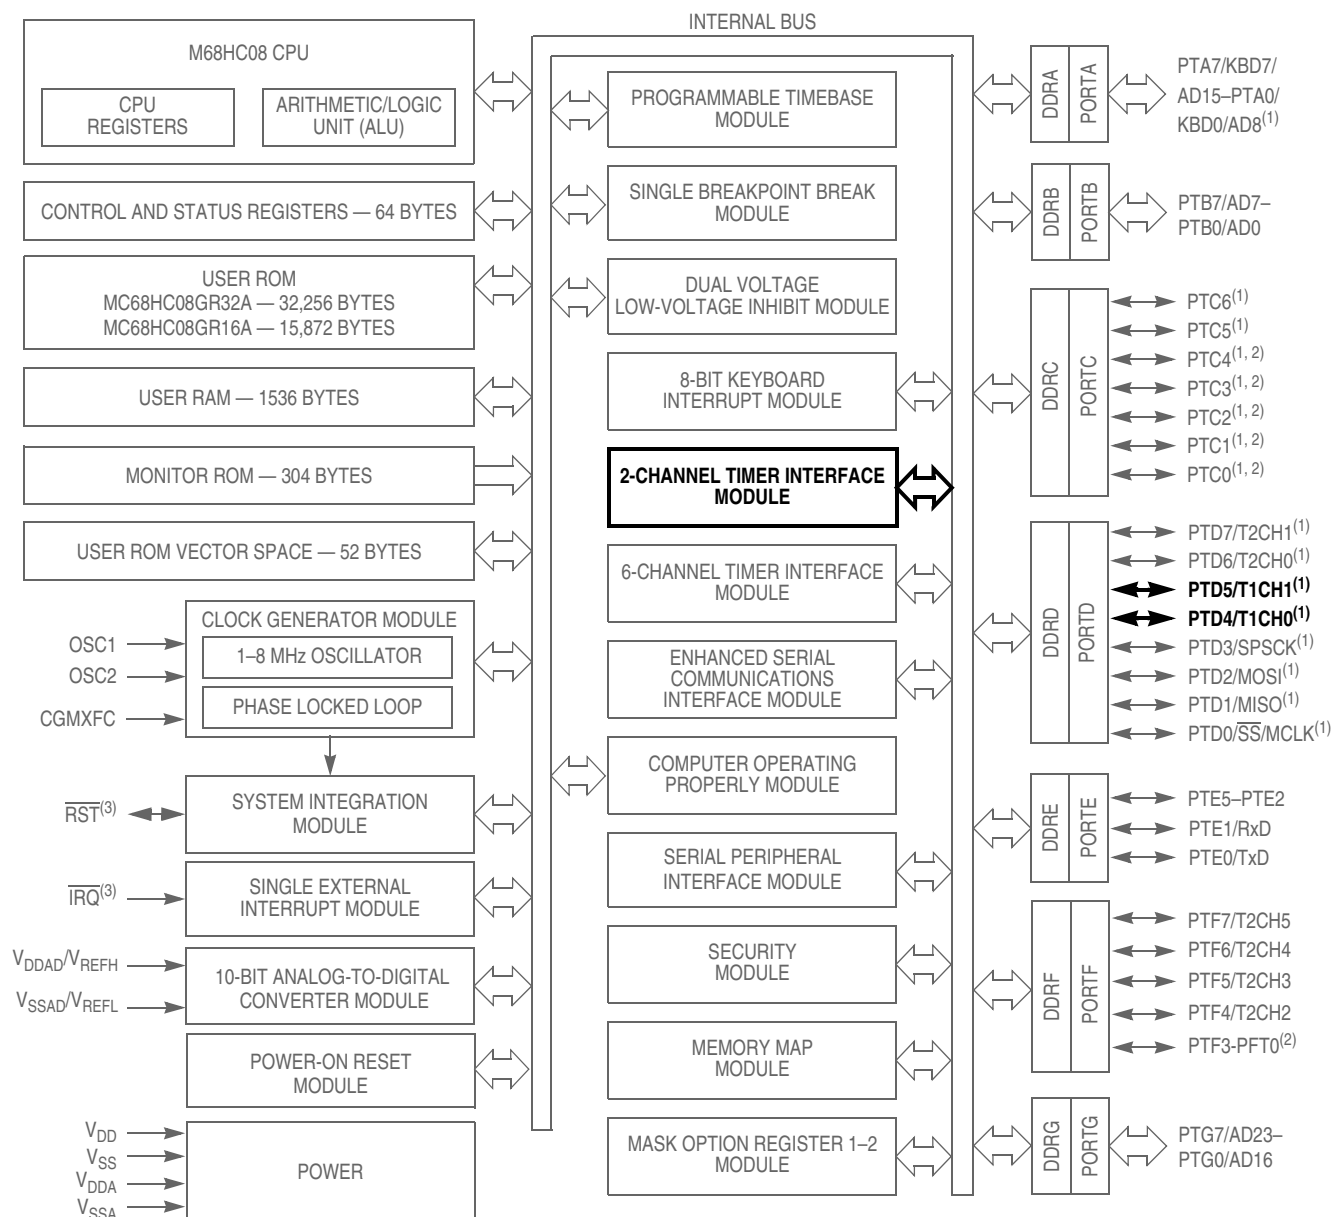 INTERNAL BUS
M68HC08 CPU
CPU
REGISTERS
ARITHMETIC/LOGIC
UNIT (ALU)
CONTROL AND STATUS REGISTERS — 64 BYTES
USER ROM
MC68HC08GR32A — 32,256 BYTES
MC68HC08GR16A — 15,872 BYTES
USER RAM — 1536 BYTES
MONITOR ROM — 304 BYTES
USER ROM VECTOR SPACE — 52 BYTES
CLOCK GENERATOR MODULE
1–8 MHz OSCILLATOR
PHASE LOCKED LOOP
OSC1
OSC2
CGMXFC
SYSTEM INTEGRATION
MODULE
RST(3)
SINGLE EXTERNAL
INTERRUPT MODULE
IRQ(3)
10-BIT ANALOG-TO-DIGITAL
CONVERTER MODULE
VDDAD/VREFH
VSSAD/VREFL
POWER-ON RESET
MODULE
POWER
VDD
VSS
VDDA
VSSA
PROGRAMMABLE TIMEBASE
MODULE
SINGLE BREAKPOINT BREAK
MODULE
DUAL VOLTAGE
LOW-VOLTAGE INHIBIT MODULE
8-BIT KEYBOARD
INTERRUPT MODULE
2-CHANNEL TIMER INTERFACE
MODULE
6-CHANNEL TIMER INTERFACE
MODULE
ENHANCED SERIAL
COMMUNICATIONS
INTERFACE MODULE
COMPUTER OPERATING
PROPERLY MODULE
SERIAL PERIPHERAL
INTERFACE MODULE
SECURITY
MODULE
MEMORY MAP
MODULE
MASK OPTION REGISTER 1–2
MODULE
DDRA
PORTA
PTA7/KBD7/
AD15–PTA0/
KBD0/AD8(1)
DDRB
PORTB
PTB7/AD7–
PTB0/AD0
DDRC
PORTC
PTC6(1)
PTC5(1)
PTC4(1, 2)
PTC3(1, 2)
PTC2(1, 2)
PTC1(1, 2)
PTC0(1, 2)
DDRD
PORTD
PTD7/T2CH1(1)
PTD6/T2CH0(1)
PTD5/T1CH1(1)
PTD4/T1CH0(1)
PTD3/SPSCK(1)
PTD2/MOSI(1)
PTD1/MISO(1)
PTD0/SS/MCLK(1)
DDRE
PORTE
PTE5–PTE2
PTE1/RxD
PTE0/TxD
DDRF
PORTF
PTF7/T2CH5
PTF6/T2CH4
PTF5/T2CH3
PTF4/T2CH2
PTF3-PFT0(2)
DDRG
PORTG
PTG7/AD23–
PTG0/AD16